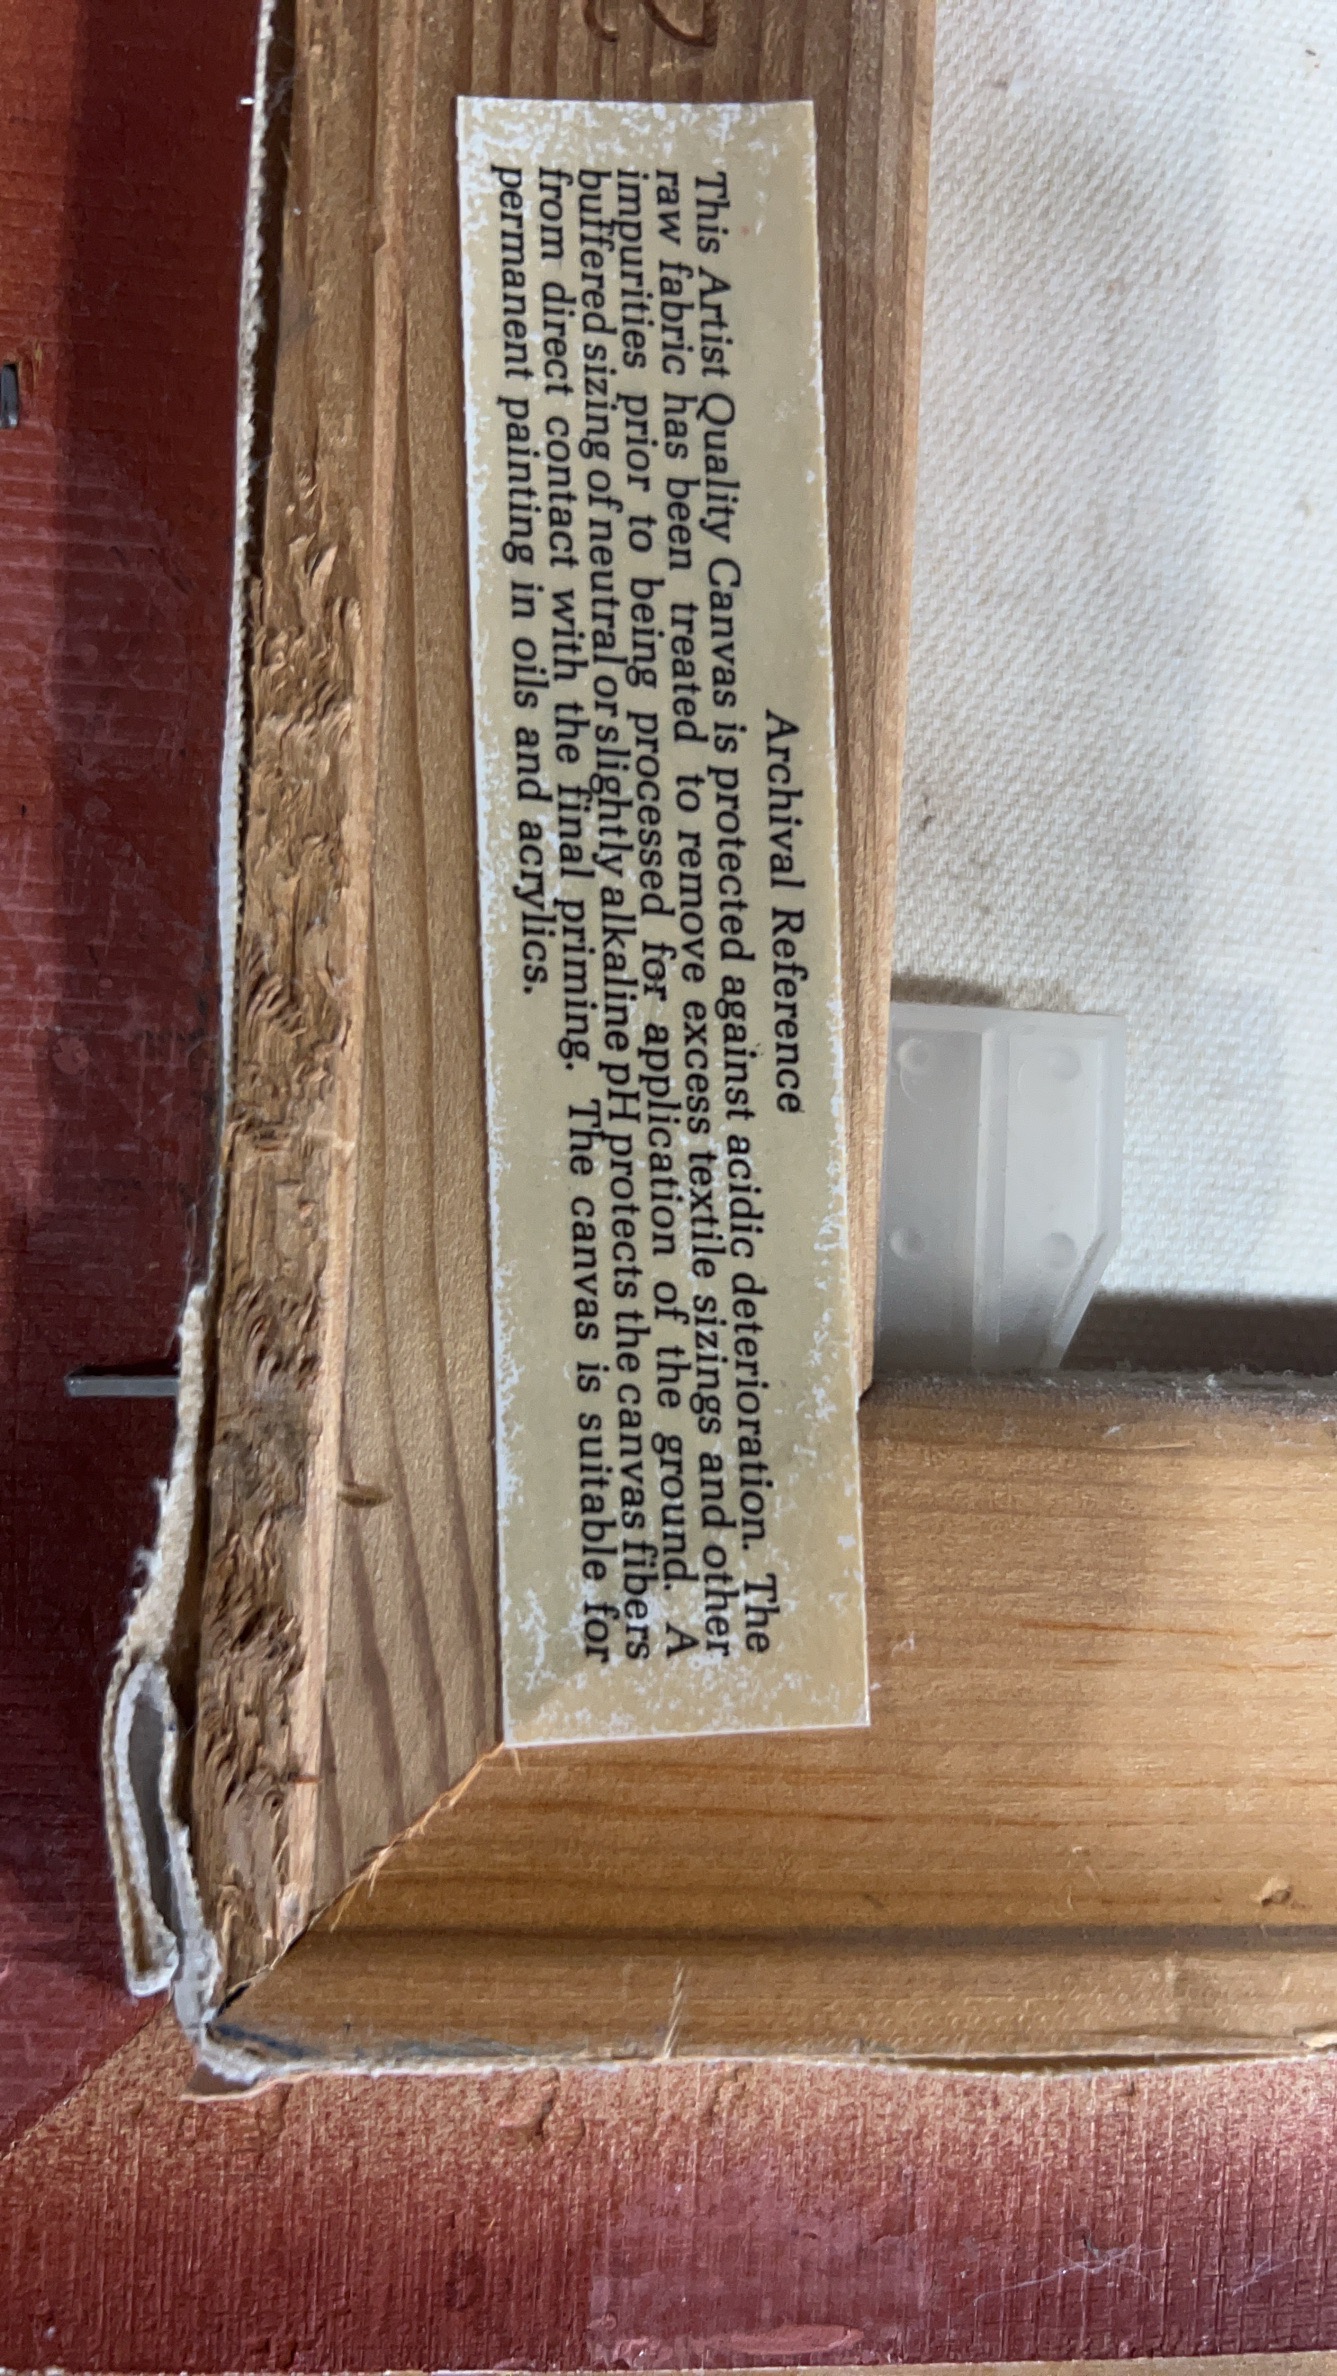 Archival Reference
This Artist Quality Canvas is protected against acidic deterioration. The
raw fabric has been treated to remove excess textile sizings and other
impurities prior to being processed for application of the ground. A
buffered sizing of neutral or slightly alkaline pH protects the canvas fibers
from direct contact with the final priming. The canvas is suitable for
permanent painting in oils and acrylics.